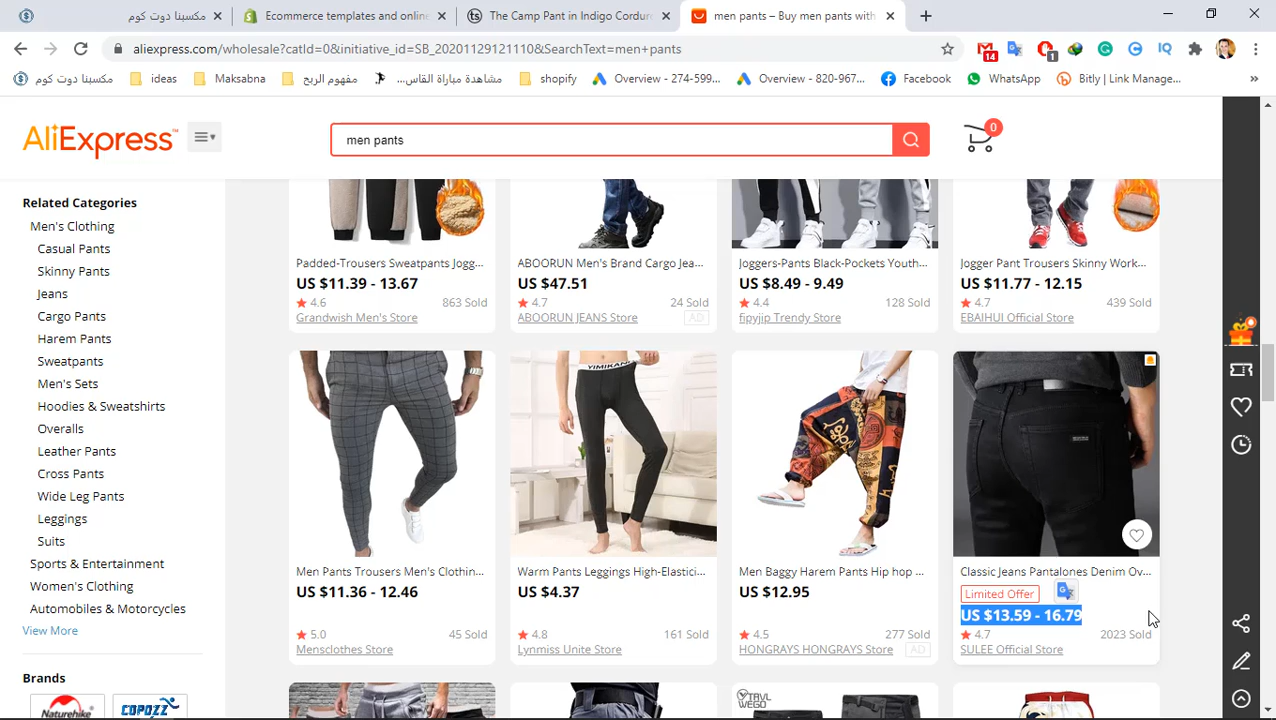 مكسبنا دوت كوم
Ecommerce templates and online
The Camp Pant in Indigo Cordur
men pants – Buy men pants with
aliexpress.com/wholesale?catId=0&initiative_id=SB_20201129121110&SearchText=men+pants
14
1
مكسبنا دوت كوم
ideas
Maksabna
مفهوم الربح
مشاهدة مباراة القاس...
shopify
Overview - 274-599...
Overview - 820-967...
Facebook
WhatsApp
Bitly | Link Manage...
AliExpress
men pants
0
Related Categories
Men's Clothing
Casual Pants
Skinny Pants
Jeans
Cargo Pants
Harem Pants
Sweatpants
Men's Sets
Hoodies & Sweatshirts
Overalls
Leather Pants
Cross Pants
Wide Leg Pants
Leggings
Suits
Sports & Entertainment
Women's Clothing
Automobiles & Motorcycles
View More
Brands
Naturehike
COPOZZ
Padded-Trousers Sweatpants Jogg...
US $11.39 - 13.67
4.6
863 Sold
Grandwish Men's Store
ABOORUN Men's Brand Cargo Jea...
US $47.51
4.7
24 Sold
ABOORUN JEANS Store
AD
Joggers-Pants Black-Pockets Youth...
US $8.49 - 9.49
4.4
128 Sold
fipyjip Trendy Store
Jogger Pant Trousers Skinny Work...
US $11.77 - 12.15
4.7
439 Sold
EBAIHUI Official Store
Men Pants Trousers Men's Clothin...
US $11.36 - 12.46
5.0
45 Sold
Mensclothes Store
YIMIKANG
Warm Pants Leggings High-Elastici...
US $4.37
4.8
161 Sold
Lynmiss Unite Store
Men Baggy Harem Pants Hip hop ...
US $12.95
4.5
277 Sold
HONGRAYS HONGRAYS Store
AD
Classic Jeans Pantalones Denim Ov...
Limited Offer
US $13.59 - 16.79
4.7
2023 Sold
SULEE Official Store
TRVL
WEGO